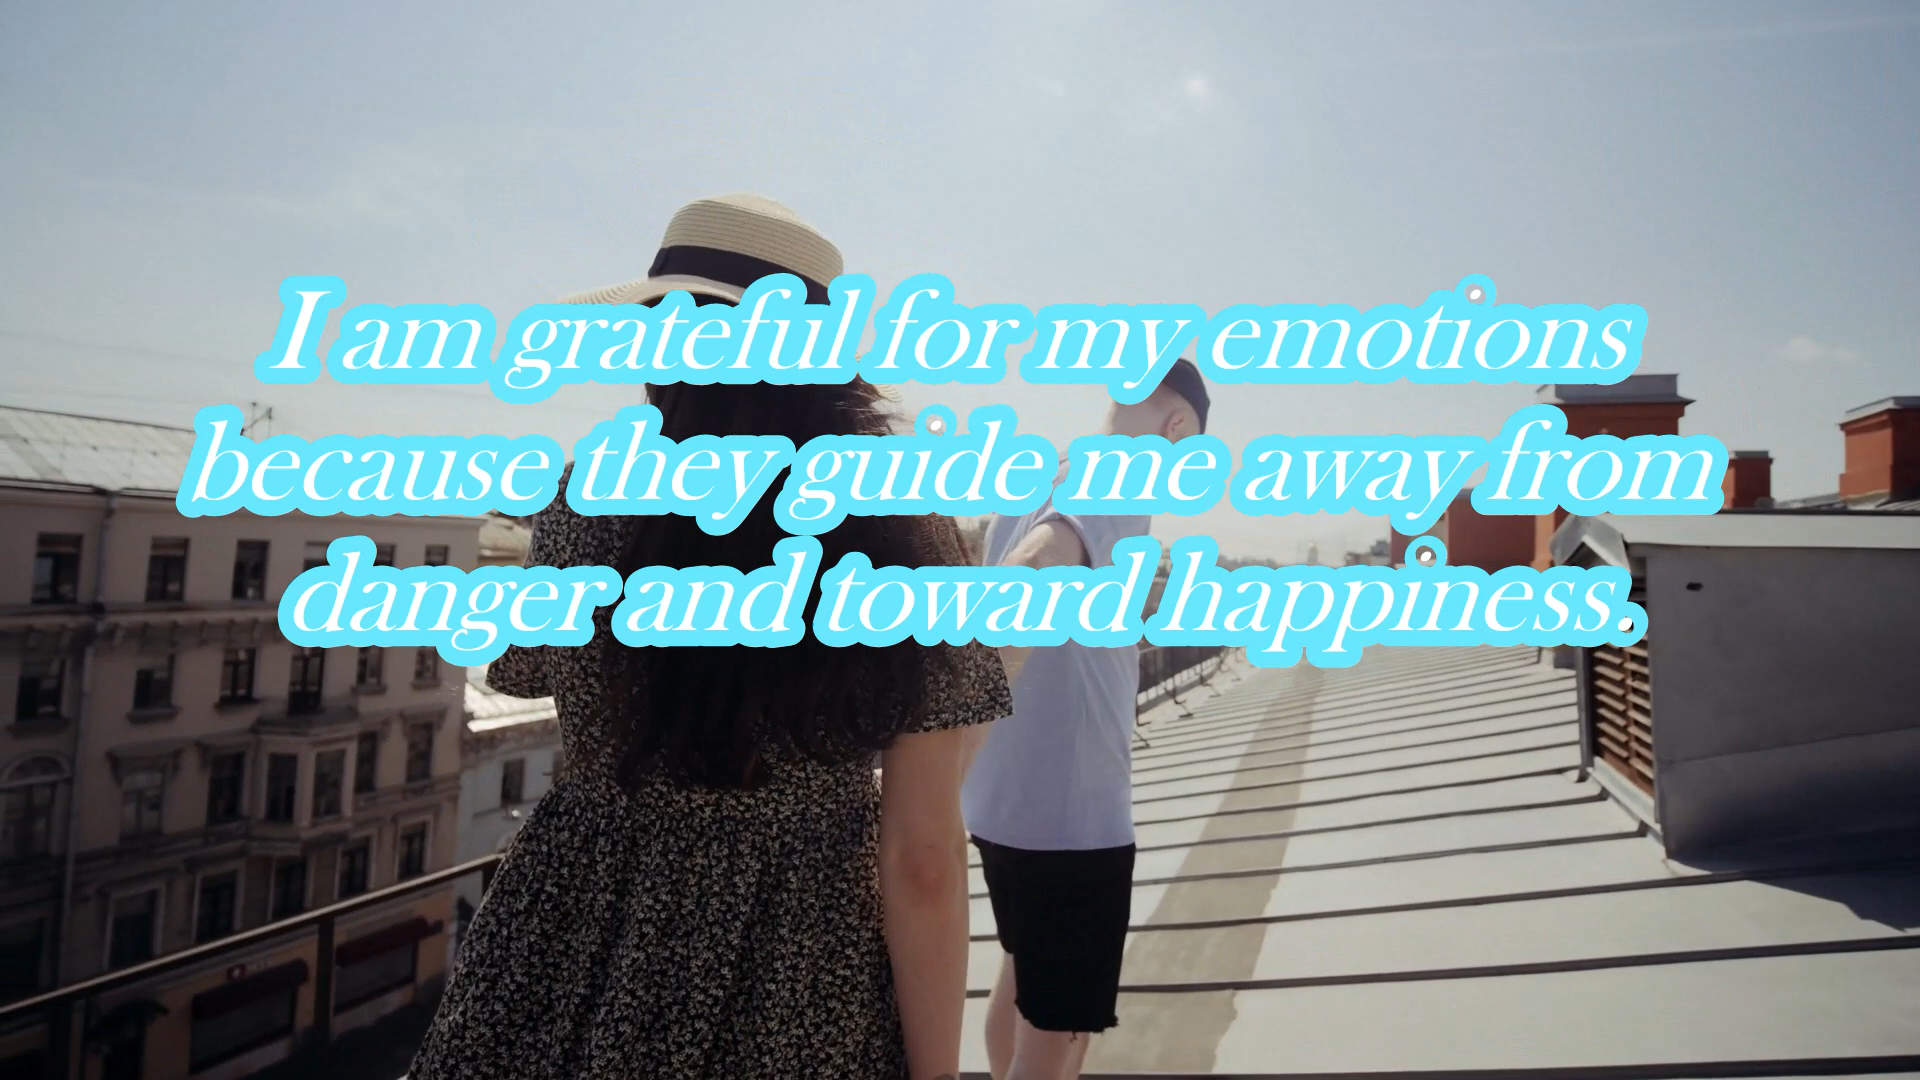 I am grateful for my emotions
because they guide me away from
danger and toward happiness.